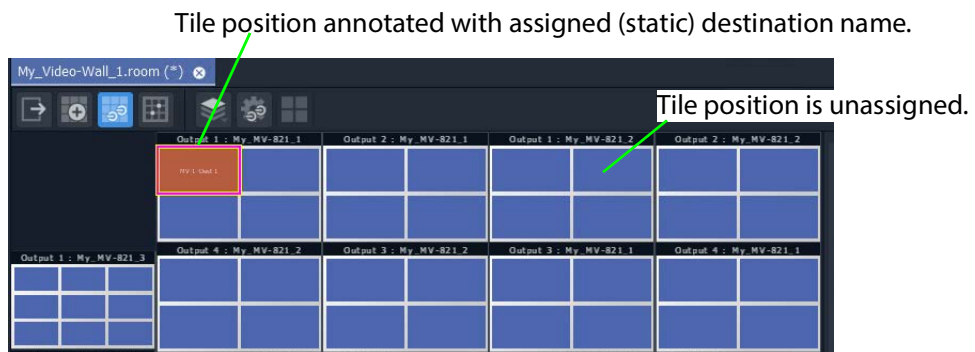 Tile position annotated with assigned (static) destination name.
My_Video-Wall_1.room (*)
Tile position is unassigned.
Output 1 : My_MV-821_1
Output 2 : My_MV-821_1
Output 1 : My_MV-821_2
Output 2 : My_MV-821_2
Output 4 : My_MV-821_2
Output 3 : My_MV-821_2
Output 3 : My_MV-821_1
Output 4 : My_MV-821_1
Output 1 : My_MV-821_3